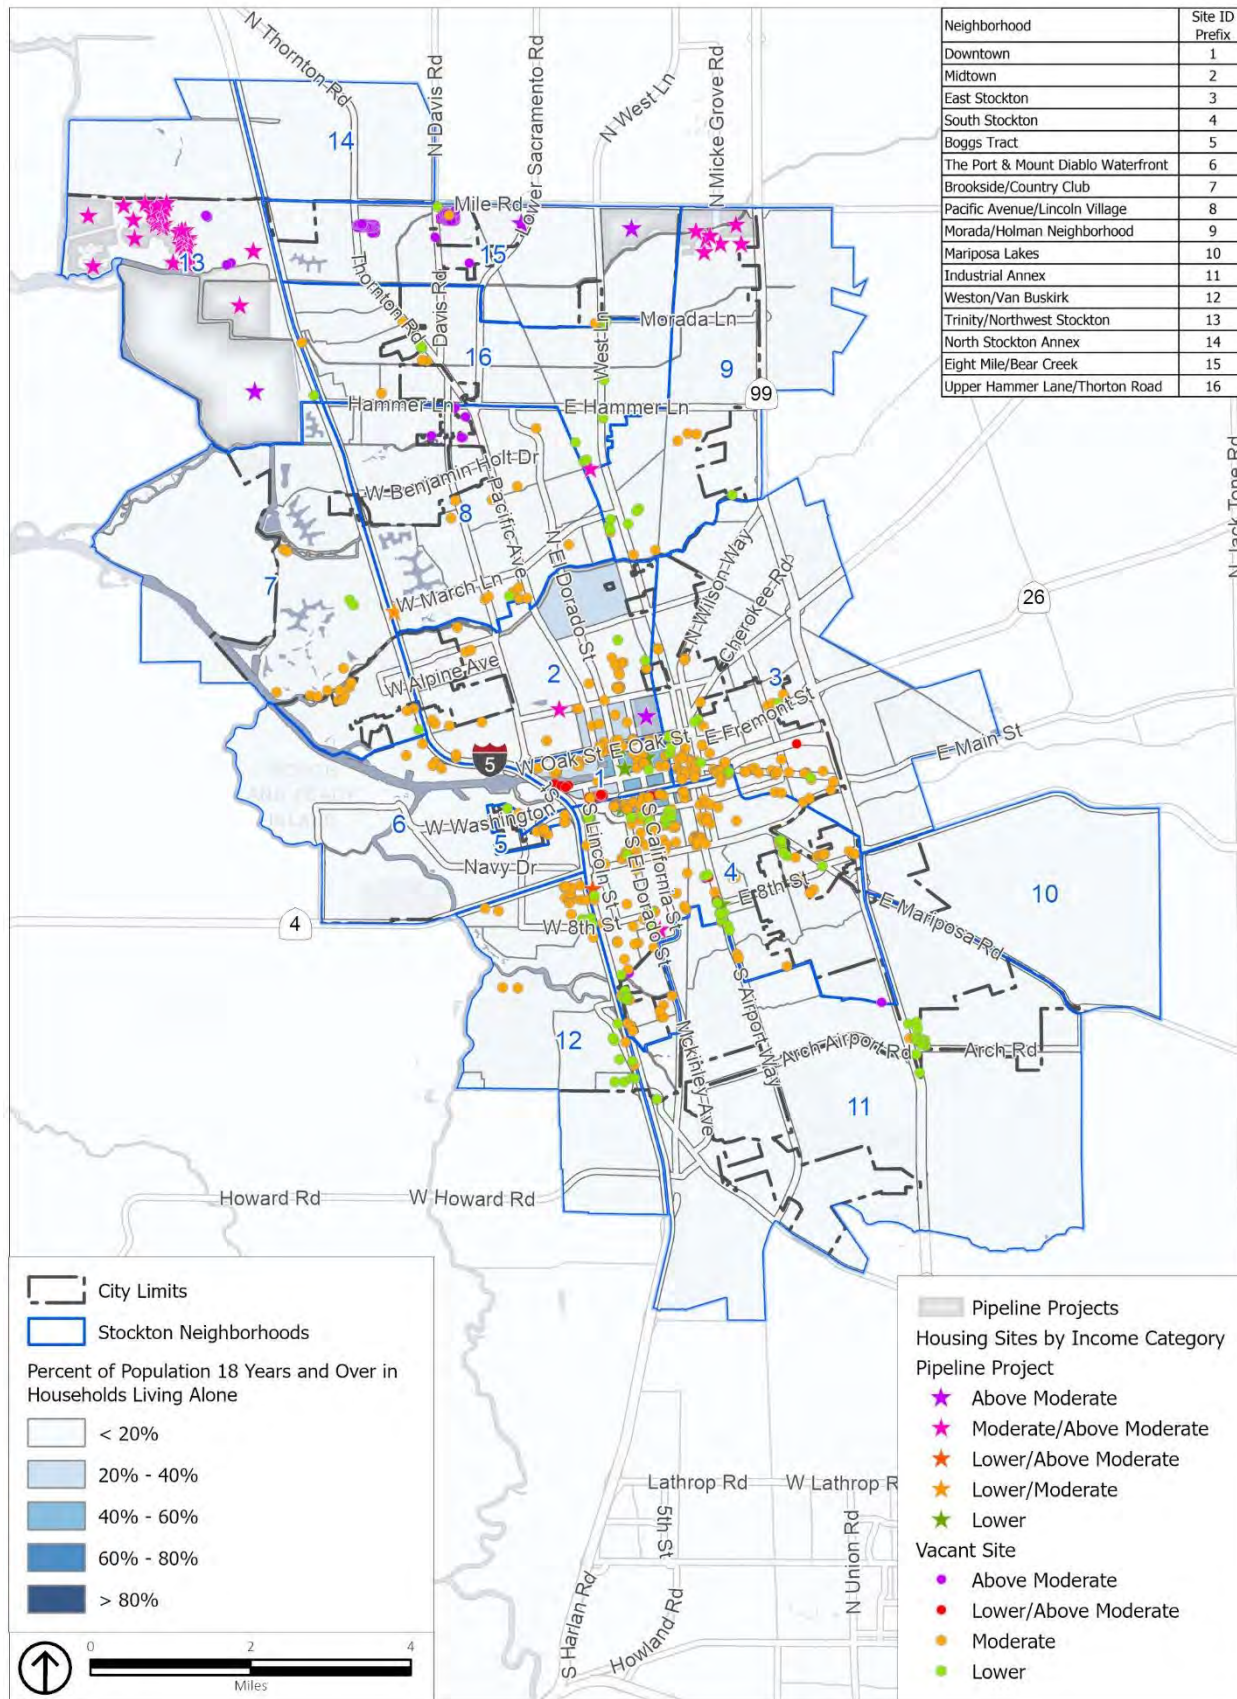 Neighborhood Site ID Prefix
Downtown 1
Midtown 2
East Stockton 3
South Stockton 4
Boggs Tract 5
The Port & Mount Diablo Waterfront 6
Brookside/Country Club 7
Pacific Avenue/Lincoln Village 8
Morada/Holman Neighborhood 9
Mariposa Lakes 10
Industrial Annex 11
Weston/Van Buskirk 12
Trinity/Northwest Stockton 13
North Stockton Annex 14
Eight Mile/Bear Creek 15
Upper Hammer Lane/Thorton Road 16
N Thornton Rd
N Davis Rd
Lower Sacramento Rd
N West Ln
N Micke Grove Rd
14
Mile Rd
13
15
Thornton Rd
Davis Rd
16
West Ln
Morada Ln
9
99
Hammer Ln
E Hammer Ln
W Benjamin Holt Dr
8
Pacific Ave
N El Dorado St
N Wilson Way
Cherokee Rd
N Jack Tone Rd
7
W March Ln
26
2
3
W Alpine Ave
E Fremont St
W Oak St
E Oak St
E Main St
5
1
6
W Washington St
5
S Lincoln St
S California St
S El Dorado St
Navy Dr
4
E 8th St
10
4
W 8th St
E Mariposa Rd
S Airport Way
12
Mckinley Ave
Arch Airport Rd
Arch Rd
11
Howard Rd
W Howard Rd
City Limits
Stockton Neighborhoods
Percent of Population 18 Years and Over in
Households Living Alone
< 20%
20% - 40%
40% - 60%
60% - 80%
> 80%
0 2 4
Miles
Lathrop Rd
W Lathrop R
5th St
N Union Rd
S Harlan Rd
Howland Rd
Pipeline Projects
Housing Sites by Income Category
Pipeline Project
Above Moderate
Moderate/Above Moderate
Lower/Above Moderate
Lower/Moderate
Lower
Vacant Site
Above Moderate
Lower/Above Moderate
Moderate
Lower